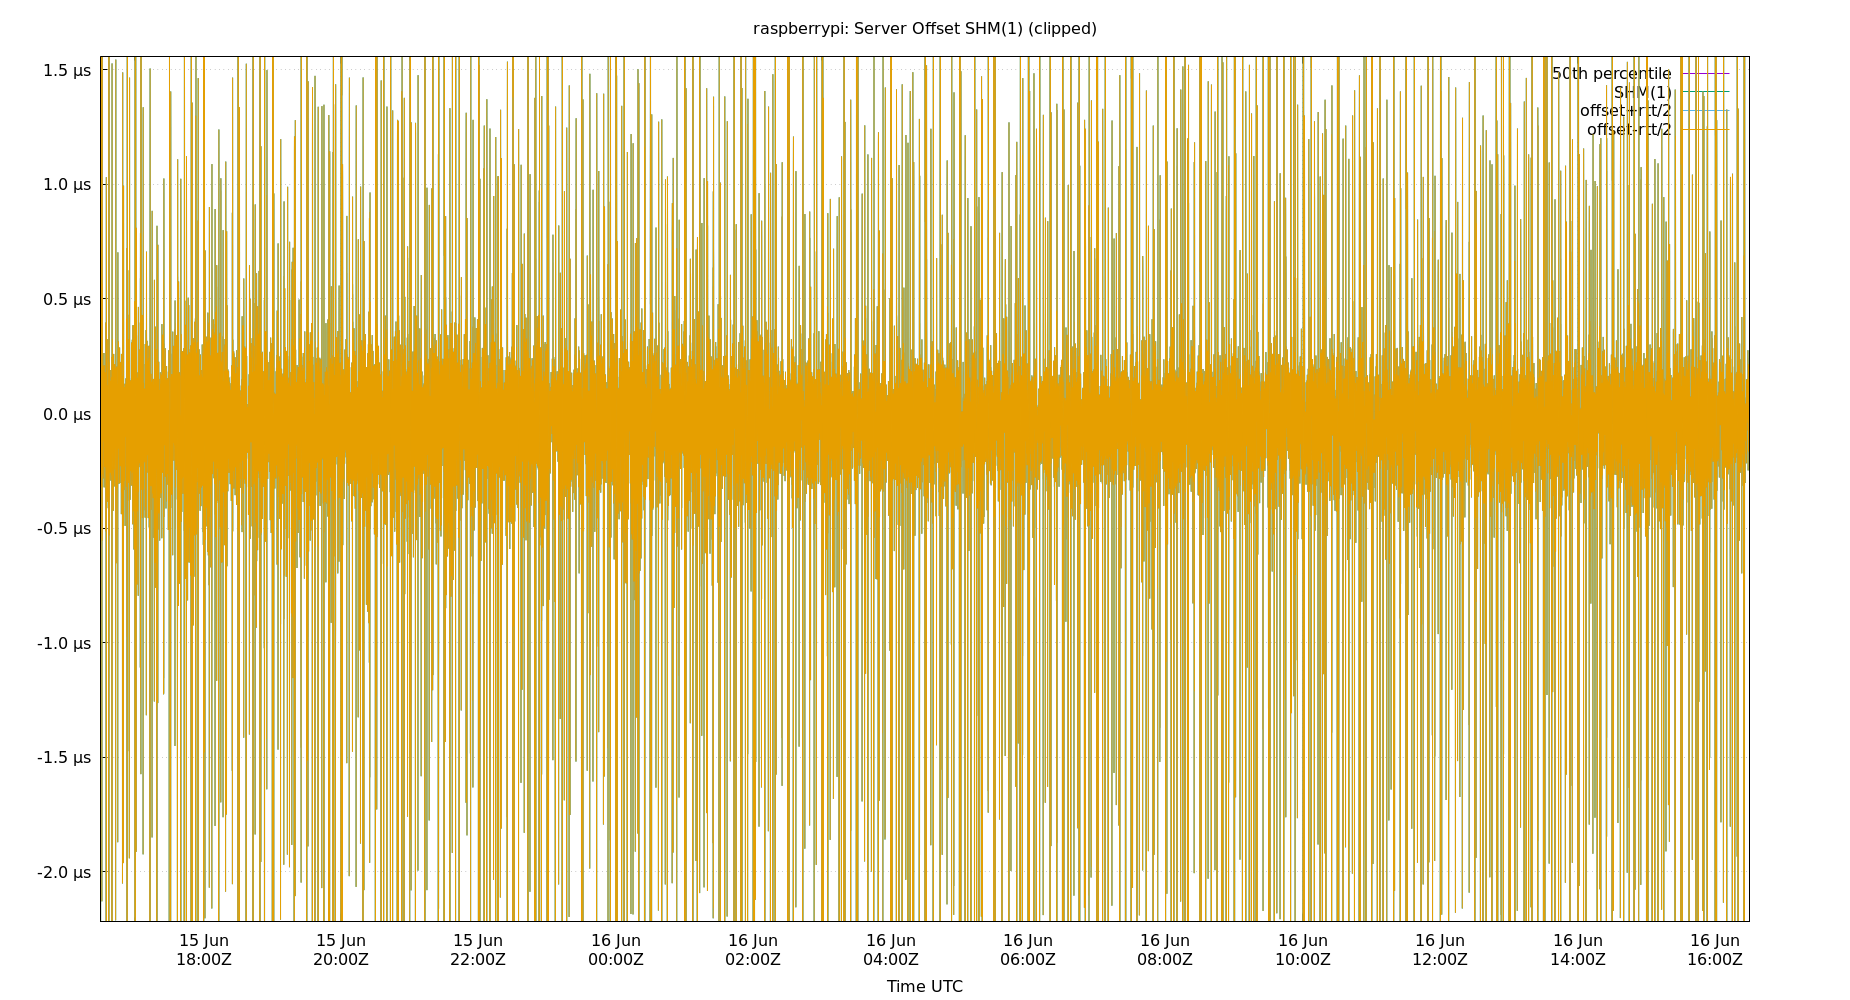 raspberrypi: Server Offset SHM(1) (clipped)
1.5 µs
1.0 µs
0.5 µs
0.0 µs
-0.5 µs
-1.0 µs
-1.5 µs
-2.0 µs
50th percentile
SHM(1)
offset+rtt/2
offset-rtt/2
15 Jun 15 Jun 15 Jun 16 Jun 16 Jun 16 Jun 16 Jun 16 Jun 16 Jun 16 Jun 16 Jun 16 Jun
18:00Z 20:00Z 22:00Z 00:00Z 02:00Z 04:00Z 06:00Z 08:00Z 10:00Z 12:00Z 14:00Z 16:00Z
Time UTC